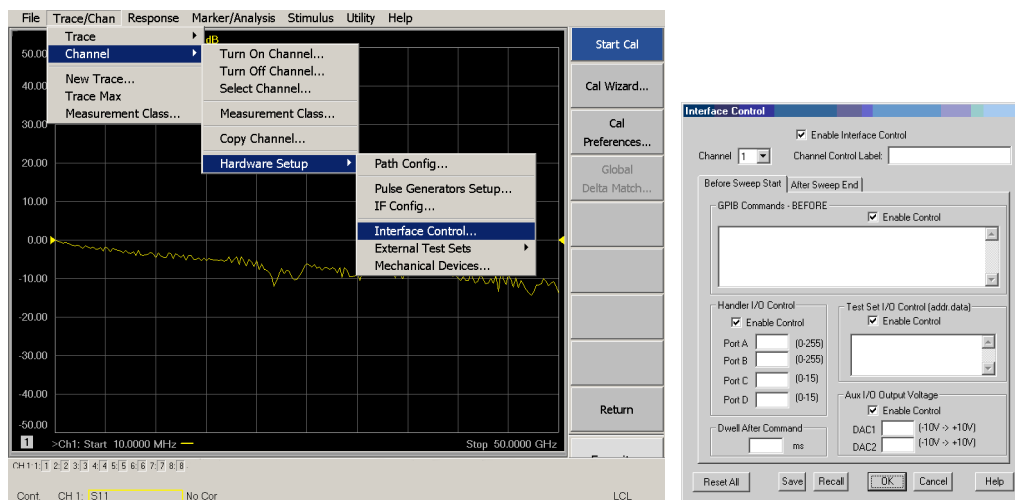 File Trace/Chan Response Marker/Analysis Stimulus Utility Help
Trace
Channel
New Trace...
Trace Max
Measurement Class...
dB
Turn On Channel...
Turn Off Channel...
Select Channel...
Measurement Class...
Copy Channel...
Hardware Setup
Path Config...
Pulse Generators Setup...
IF Config...
Interface Control...
External Test Sets
Mechanical Devices...
50.00
40.00
30.00
20.00
10.00
0.00
-10.00
-20.00
-30.00
-40.00
-50.00
1 >Ch1: Start 10.0000 MHz Stop 50.0000 GHz
CH 1 1: 1 2: 2 3: 3 4: 4 5: 5 6: 6 7: 7 8: 8
Cont. CH 1: S11 No Cor LCL
Start Cal
Cal Wizard...
Cal
Preferences...
Global
Delta Match...
Return
Interface Control
Enable Interface Control
Channel 1 Channel Control Label:
Before Sweep Start After Sweep End
GPIB Commands - BEFORE
Enable Control
Handler I/O Control
Enable Control
Port A (0-255)
Port B (0-255)
Port C (0-15)
Port D (0-15)
Dwell After Command
ms
Test Set I/O Control (addr.data)
Enable Control
Aux I/O Output Voltage
Enable Control
DAC1 (-10V -> +10V)
DAC2 (-10V -> +10V)
Reset All Save Recall OK Cancel Help